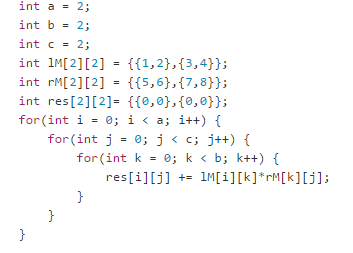 int a = 2;
int b = 2;
int c = 2;
int lM[2][2] = {{1,2},{3,4}};
int rM[2][2] = {{5,6},{7,8}};
int res[2][2]= {{0,0},{0,0}};
for(int i = 0; i < a; i++) {
    for(int j = 0; j < c; j++) {
        for(int k = 0; k < b; k++) {
            res[i][j] += lM[i][k]*rM[k][j];
        }
    }
}